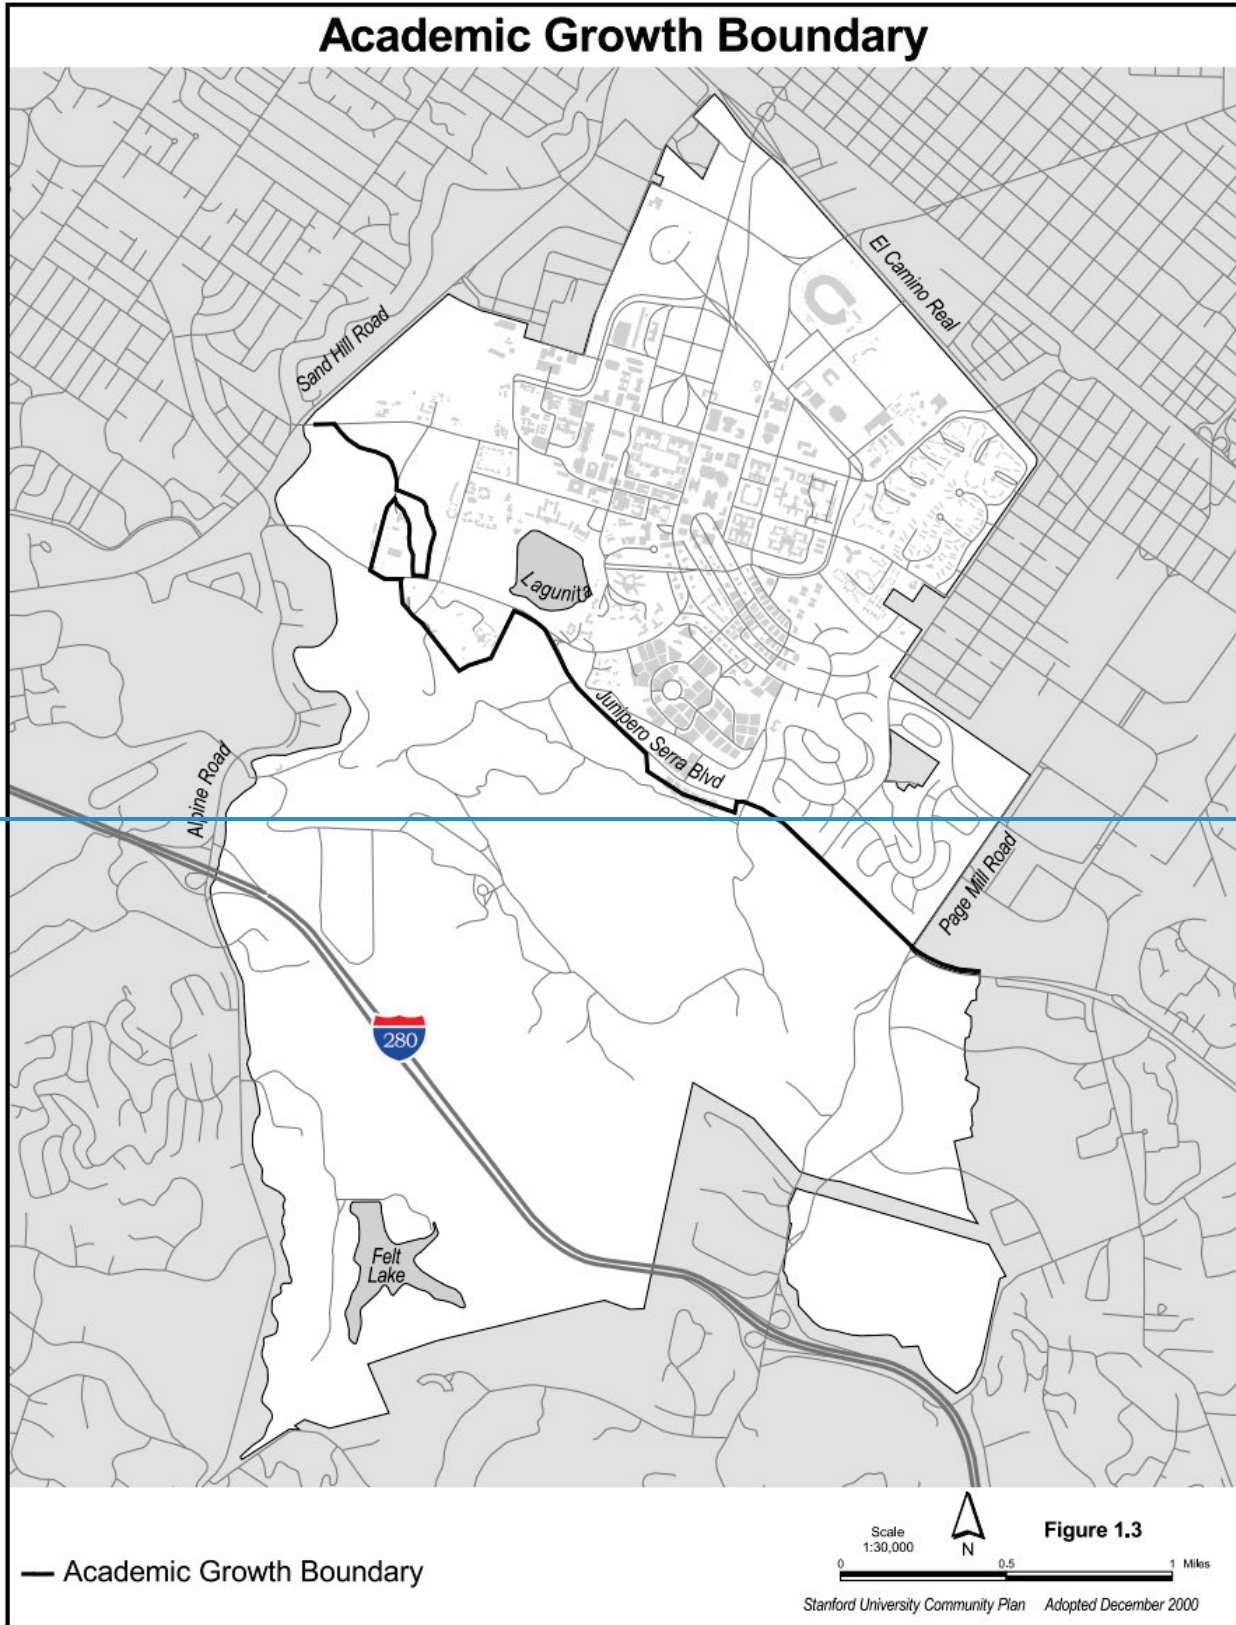 Academic Growth Boundary
El Camino Real
Sand Hill Road
Lagunita
Junipero Serra Blvd
Alpine Road
Page Mill Road
280
Felt
Lake
Academic Growth Boundary
Scale
1:30,000
N
Figure 1.3
0 0.5 1 Miles
Stanford University Community Plan Adopted December 2000